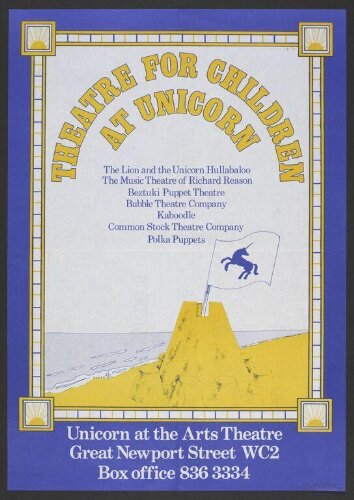 THEATRE FOR CHILDREN
AT UNICORN
The Lion and the Unicorn Hullabaloo
The Music Theatre of Richard Reason
Beztuki Puppet Theatre
Bubble Theatre Company
Kaboodle
Common Stock Theatre Company
Polka Puppets
Unicorn at the Arts Theatre
Great Newport Street WC2
Box office 836 3334